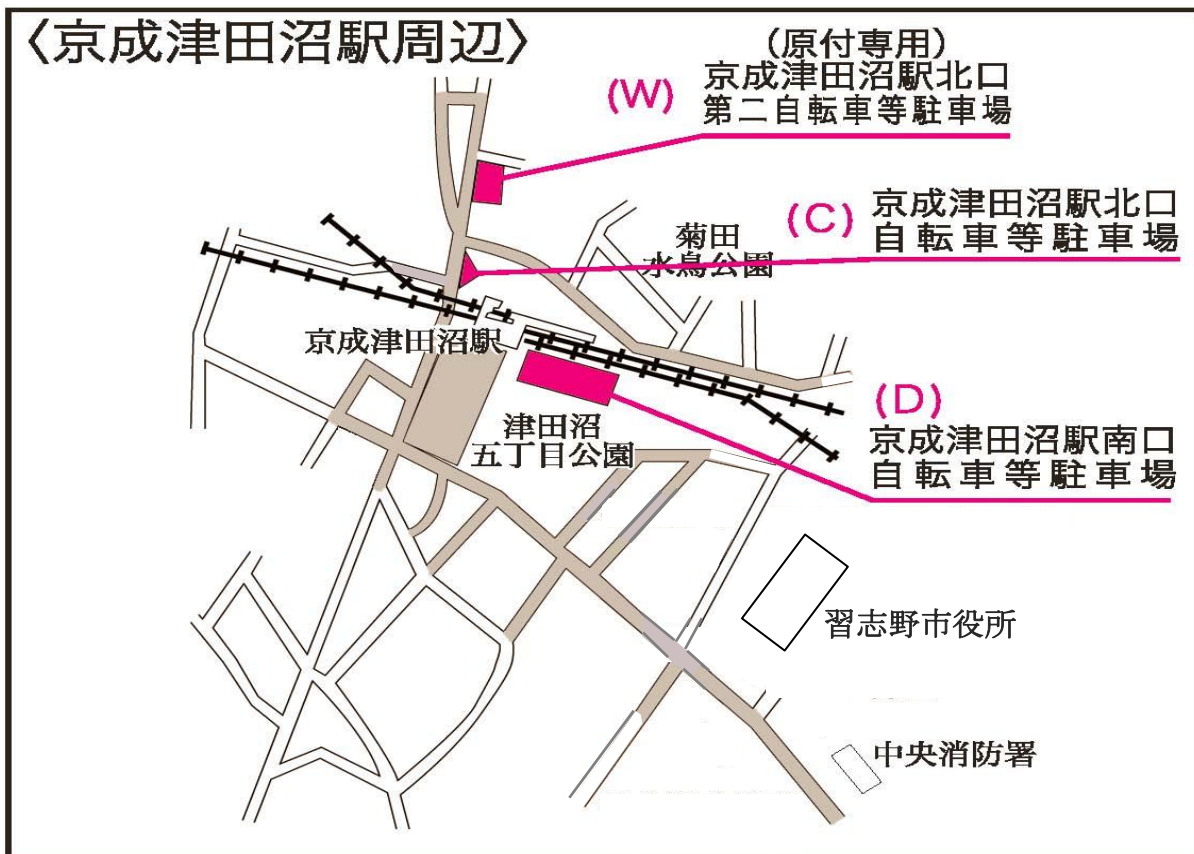 〈京成津田沼駅周辺〉
(原付専用)
(W)
京成津田沼駅北口
第二自転車等駐車場
(C)
京成津田沼駅北口
自転車等駐車場
菊田
水鳥公園
京成津田沼駅
(D)
京成津田沼駅南口
自転車等駐車場
津田沼
五丁目公園
習志野市役所
中央消防署